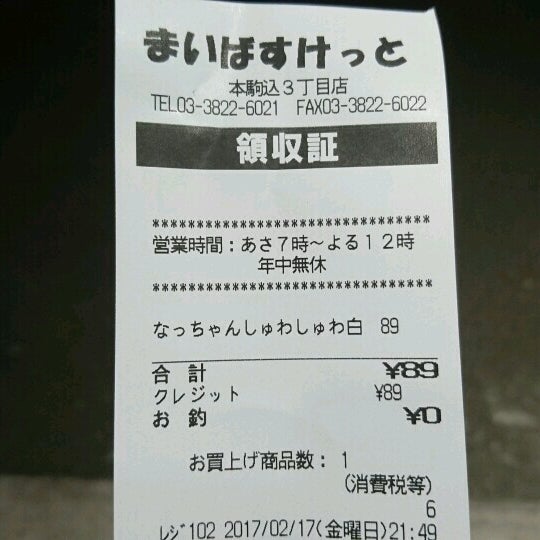 まいばすけっと
本駒込3丁目店
TEL03-3822-6021 FAX03-3822-6022
領収証
*******************************
営業時間：あさ7時～よる12時
年中無休
*******************************
なっちゃんしゅわしゅわ白 89
合計 ¥89
クレジット ¥89
お釣 ¥0
お買上げ商品数： 1
(消費税等)
6
ﾚｼﾞ102 2017/02/17(金曜日)21:49